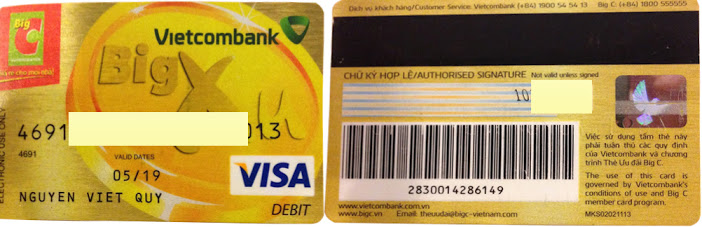 Big
C
Vietcombank
Big
4691 013
4691
VALID DATES
05/19
VISA
ELECTRONIC USE ONLY
NGUYEN VIET QUY
DEBIT
Dịch vụ khách hàng/Customer Service: Vietcombank (+84) 1900 54 54 13 Big C: (+84) 1800 555555
CHỮ KÝ HỢP LỆ/AUTHORISED SIGNATURE Not valid unless signed
10
2830014286149
Việc sử dụng tấm thẻ này
phải tuân thủ các quy định
của Vietcombank và chương
trình Thẻ Ưu đãi Big C.
The use of this card is
governed by Vietcombank's
conditions of use and Big C
member card program.
MKS02021113
www.vietcombank.com.vn
www.bigc.vn Email: theuudai@bigc-vietnam.com